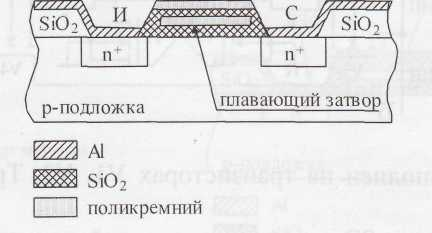 SiO₂ И С SiO₂
n⁺ n⁺
плавающий затвор
p-подложка
Al
SiO₂
поликремний